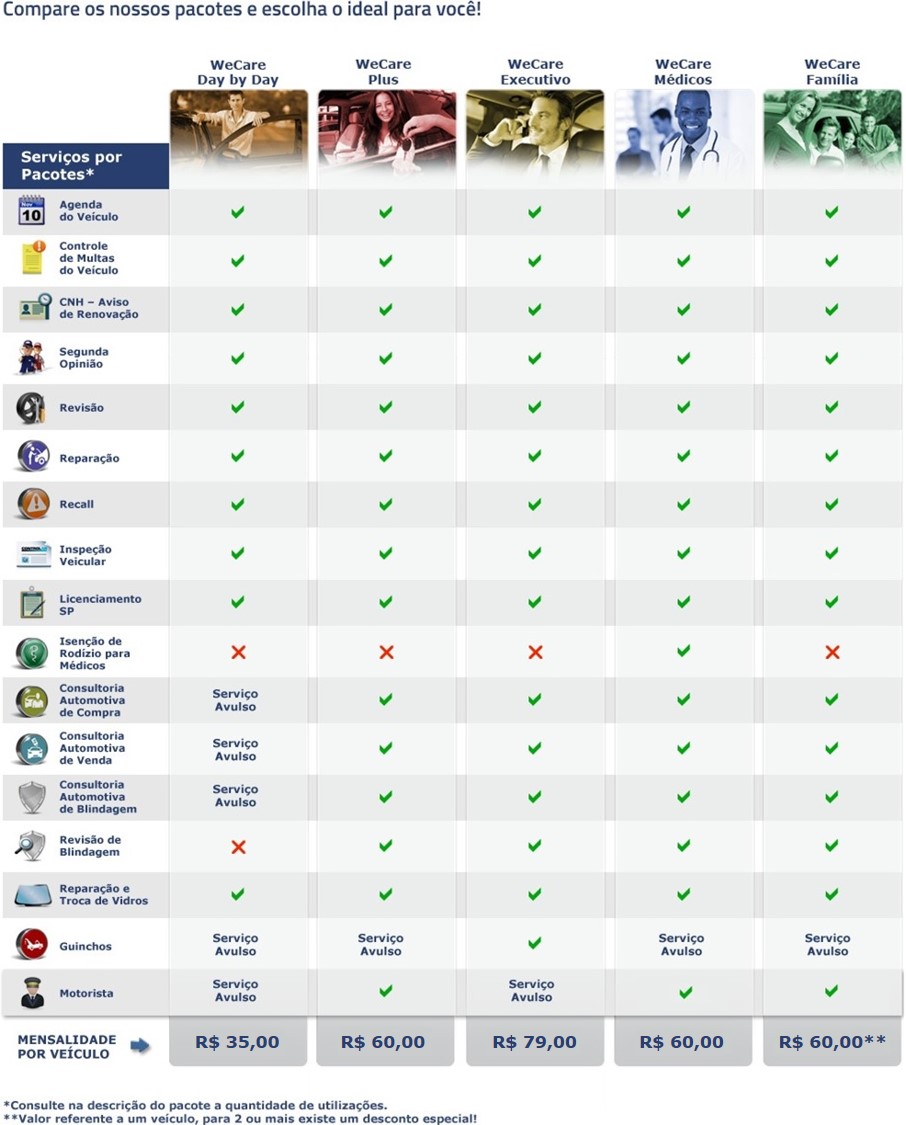 Compare os nossos pacotes e escolha o ideal para você!
WeCare
Day by Day
WeCare
Plus
WeCare
Executivo
WeCare
Médicos
WeCare
Família
Serviços por
Pacotes*
Nov
10
Agenda
do Veículo
Controle
de Multas
do Veículo
CNH – Aviso
de Renovação
Segunda
Opinião
Revisão
Reparação
Recall
Inspeção
Veicular
Licenciamento
SP
Isenção de
Rodízio para
Médicos
Consultoria
Automotiva
de Compra
Serviço
Avulso
Consultoria
Automotiva
de Venda
Serviço
Avulso
Consultoria
Automotiva
de Blindagem
Serviço
Avulso
Revisão de
Blindagem
Reparação e
Troca de Vidros
Guinchos
Serviço
Avulso
Serviço
Avulso
Serviço
Avulso
Serviço
Avulso
Motorista
Serviço
Avulso
Serviço
Avulso
MENSALIDADE
POR VEÍCULO
R$ 35,00
R$ 60,00
R$ 79,00
R$ 60,00
R$ 60,00**
*Consulte na descrição do pacote a quantidade de utilizações.
**Valor referente a um veículo, para 2 ou mais existe um desconto especial!